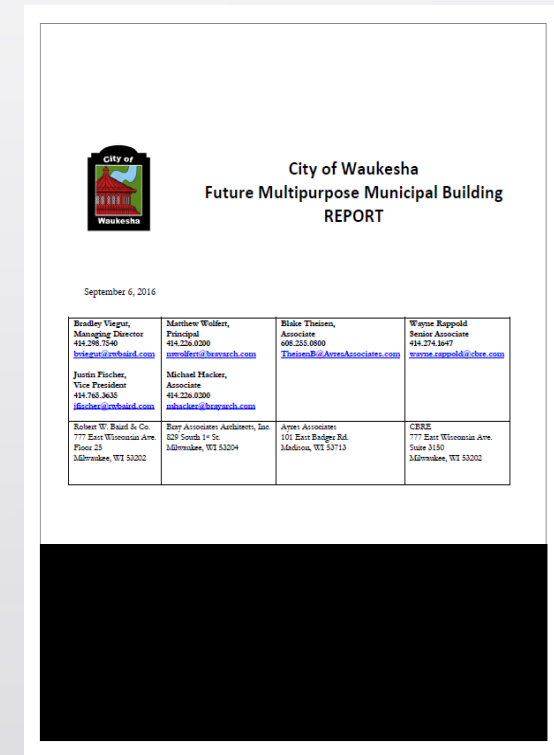 City of
Waukesha
City of Waukesha
Future Multipurpose Municipal Building
REPORT
September 6, 2016
Bradley Viegut,
Managing Director
414.298.7540
bviegut@rwbaird.com
Justin Fischer,
Vice President
414.765.3635
jfischer@rwbaird.com
Matthew Wolfert,
Principal
414.226.0200
mwolfert@brayarch.com
Michael Hacker,
Associate
414.226.0200
mhacker@brayarch.com
Blake Theisen,
Associate
608.255.0800
TheisenB@AyresAssociates.com
Wayne Rappold
Senior Associate
414.274.1647
wayne.rappold@cbre.com
Robert W. Baird & Co.
777 East Wisconsin Ave.
Floor 25
Milwaukee, WI 53202
Bray Associates Architects, Inc.
829 South 1st St.
Milwaukee, WI 53204
Ayres Associates
101 East Badger Rd.
Madison, WI 53713
CBRE
777 East Wisconsin Ave.
Suite 3150
Milwaukee, WI 53202